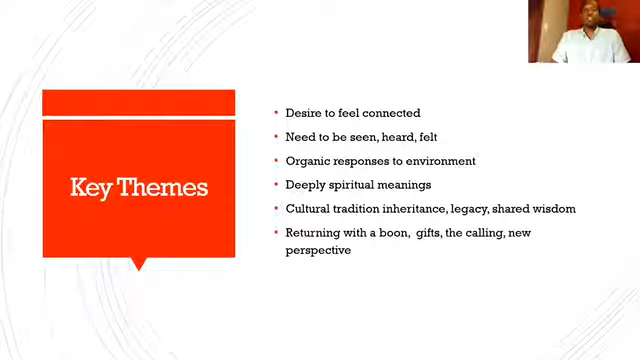 Key Themes
Desire to feel connected
Need to be seen, heard, felt
Organic responses to environment
Deeply spiritual meanings
Cultural tradition inheritance, legacy, shared wisdom
Returning with a boon, gifts, the calling, new
perspective